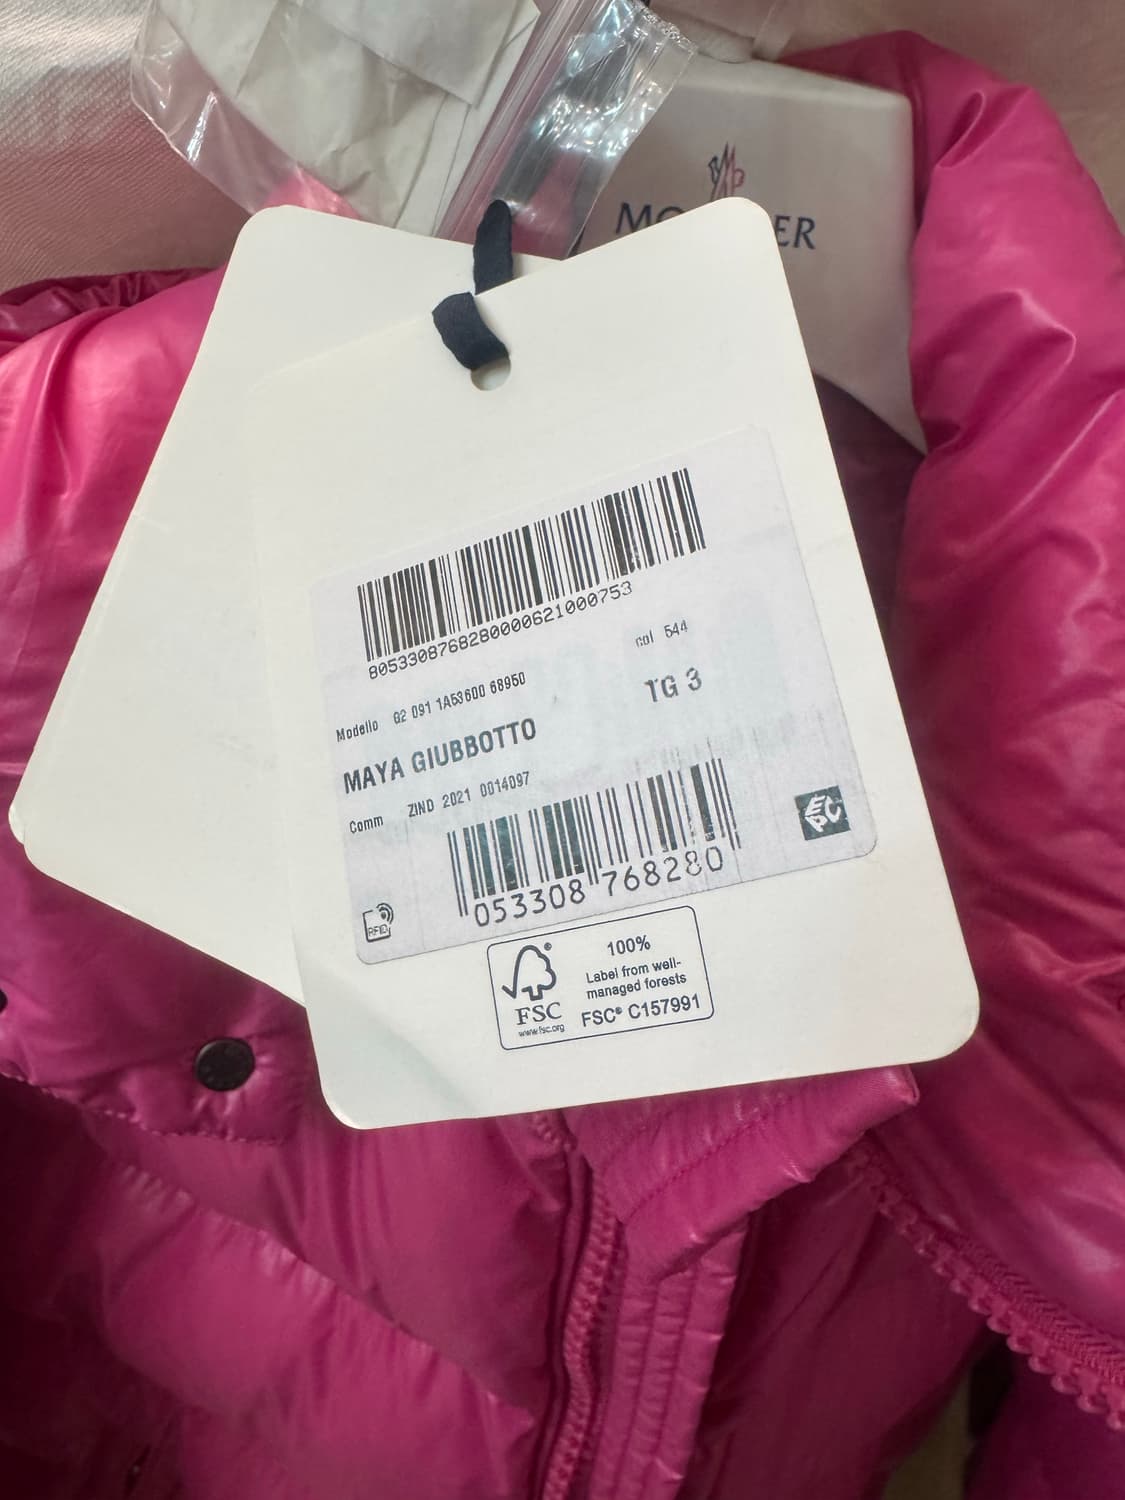 MO ER
8053308768280000621000753
col 544
Modello G2 091 1A53600 68950
TG 3
MAYA GIUBBOTTO
Comm ZIND 2021 0014097
053308 768280
RFID
EPC
100%
Label from well-
managed forests
FSC
www.fsc.org
FSC® C157991